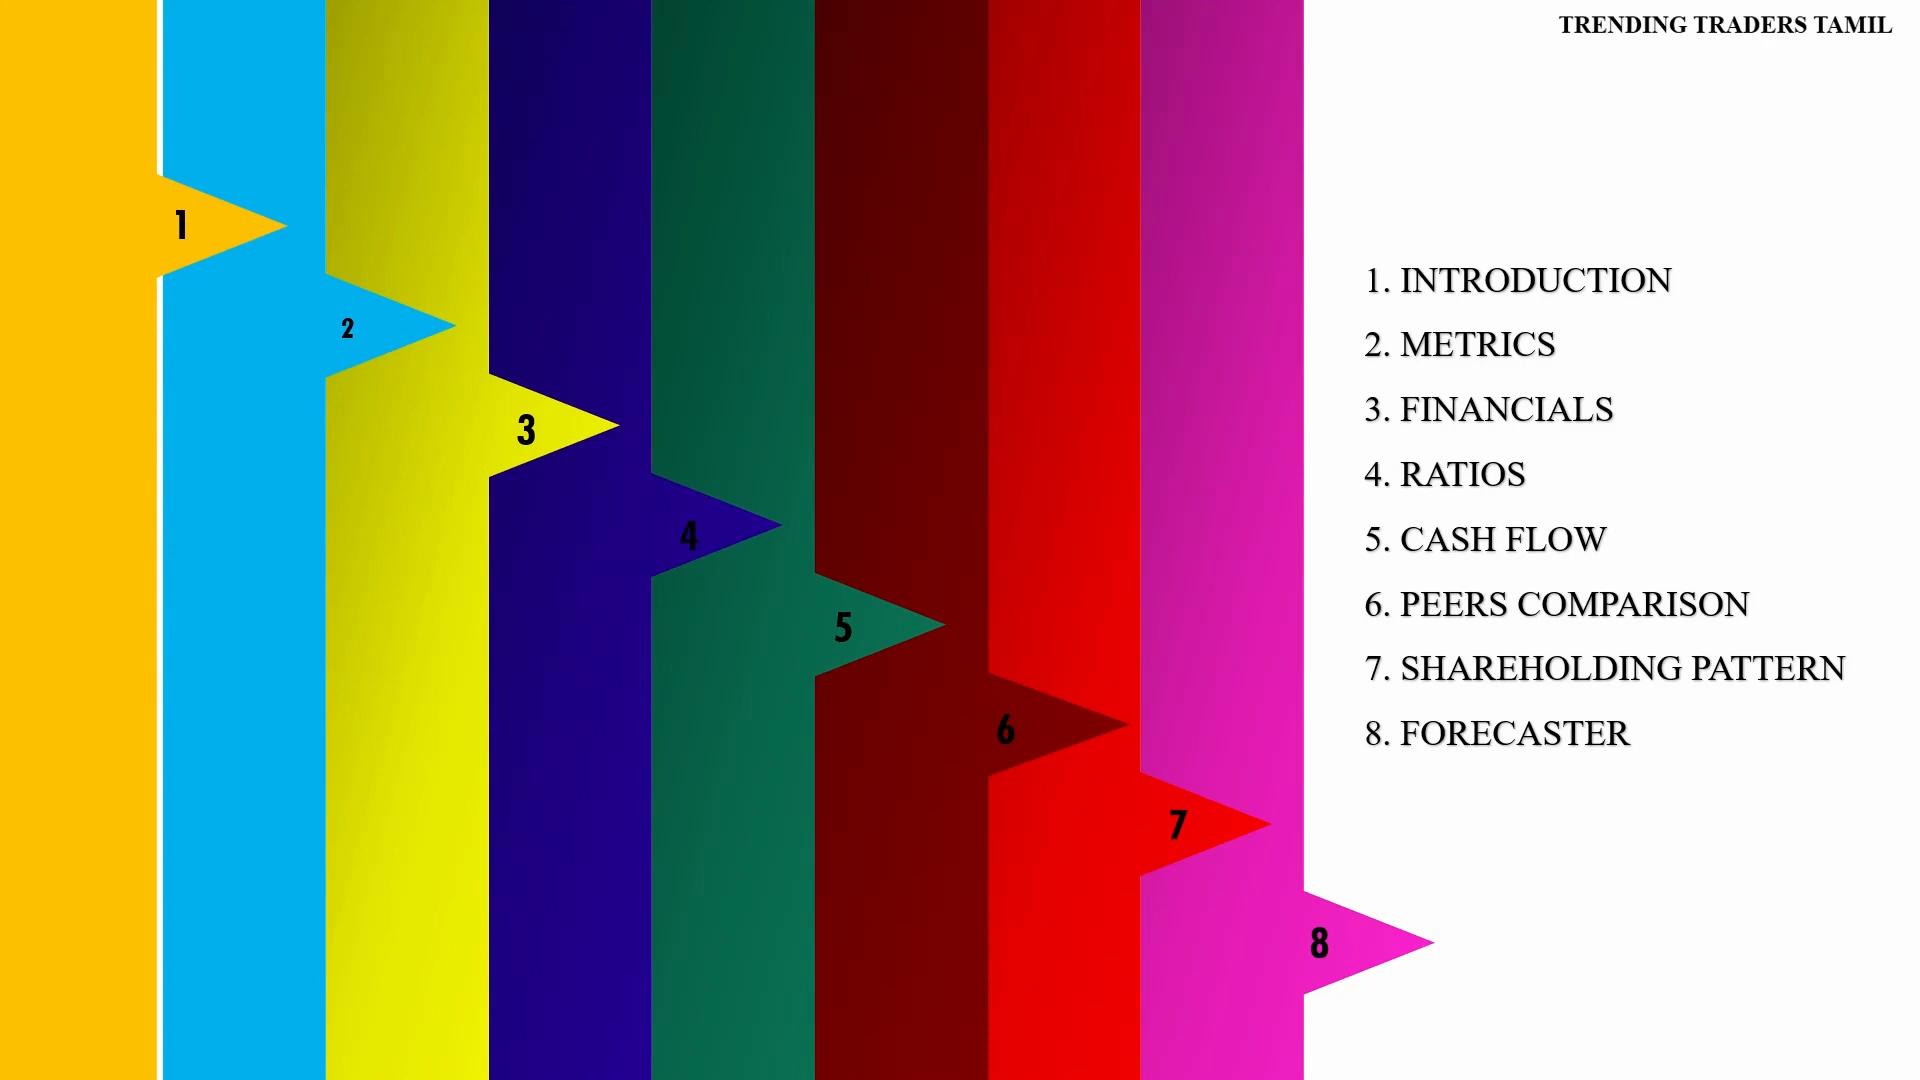 TRENDING TRADERS TAMIL
1
2
3
4
5
6
7
8
1. INTRODUCTION
2. METRICS
3. FINANCIALS
4. RATIOS
5. CASH FLOW
6. PEERS COMPARISON
7. SHAREHOLDING PATTERN
8. FORECASTER